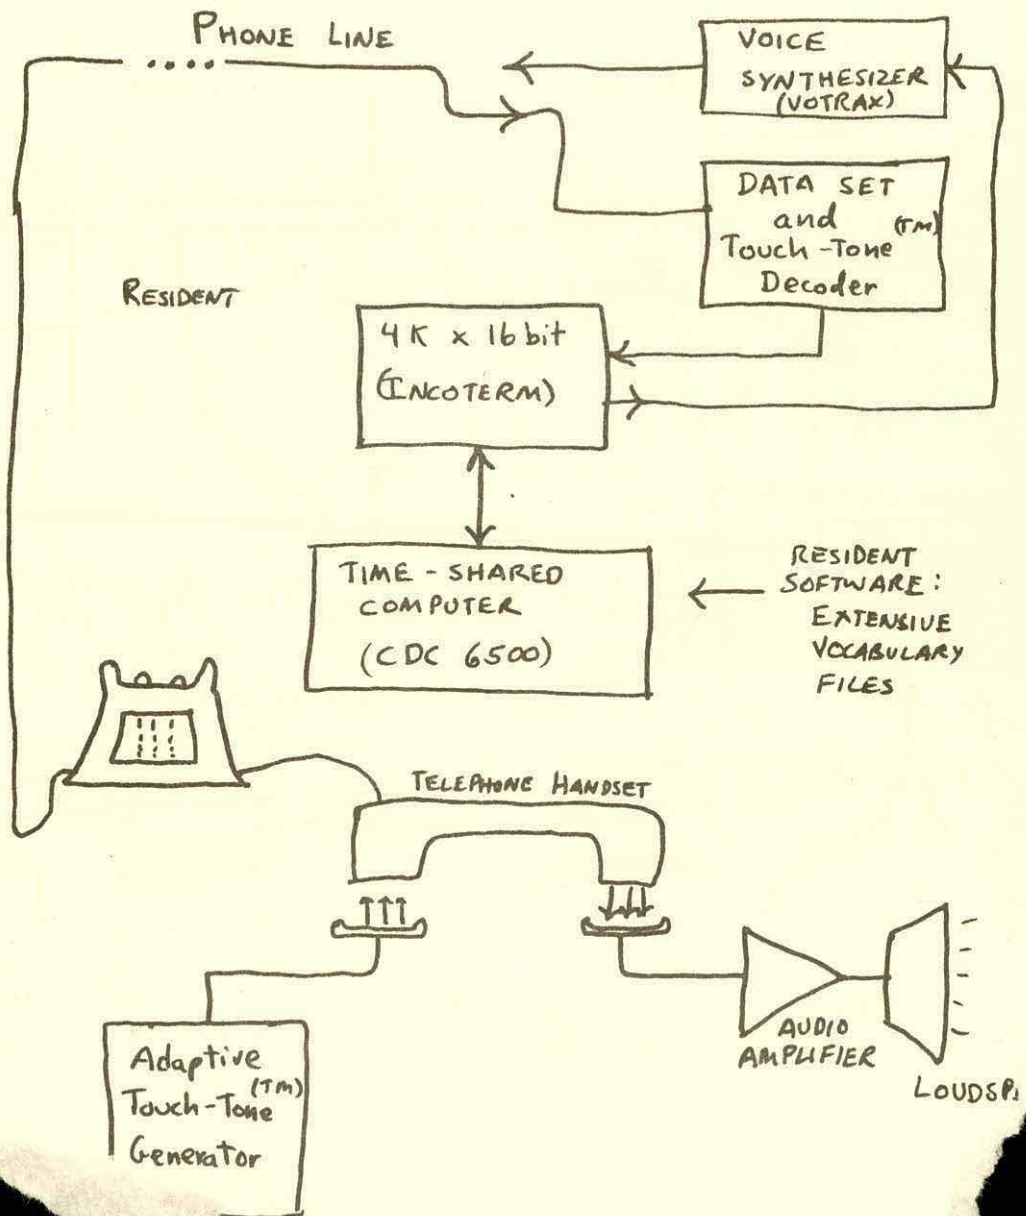 PHONE LINE
VOICE
SYNTHESIZER
(VOTRAX)
DATA SET
and
Touch-Tone (TM)
Decoder
RESIDENT
4K x 16 bit
(INCOTERM)
TIME-SHARED
COMPUTER
(CDC 6500)
RESIDENT
SOFTWARE:
EXTENSIVE
VOCABULARY
FILES
TELEPHONE HANDSET
AUDIO
AMPLIFIER
LOUDSP
Adaptive
Touch-Tone (TM)
Generator